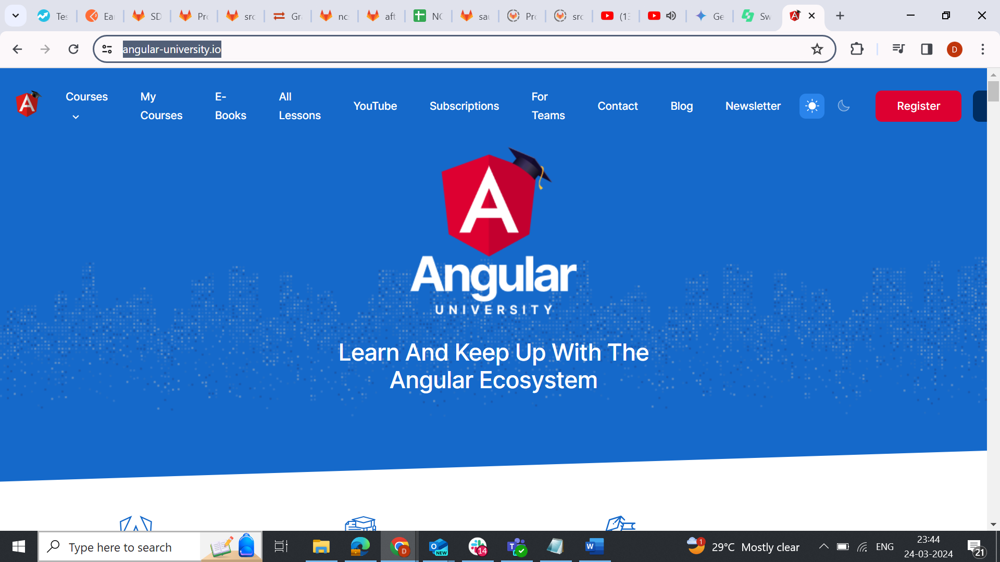 Tes
Ea
SD
Pro
src
Gr
nc
aft
NC
sau
Pro
src
(13
Ge
Sw
angular-university.io
D
Courses
My
Courses
E-
Books
All
Lessons
YouTube
Subscriptions
For
Teams
Contact
Blog
Newsletter
Register
Angular
UNIVERSITY
Learn And Keep Up With The
Angular Ecosystem
Type here to search
D
NEW
14
1
29°C Mostly clear
ENG
23:44
24-03-2024
21